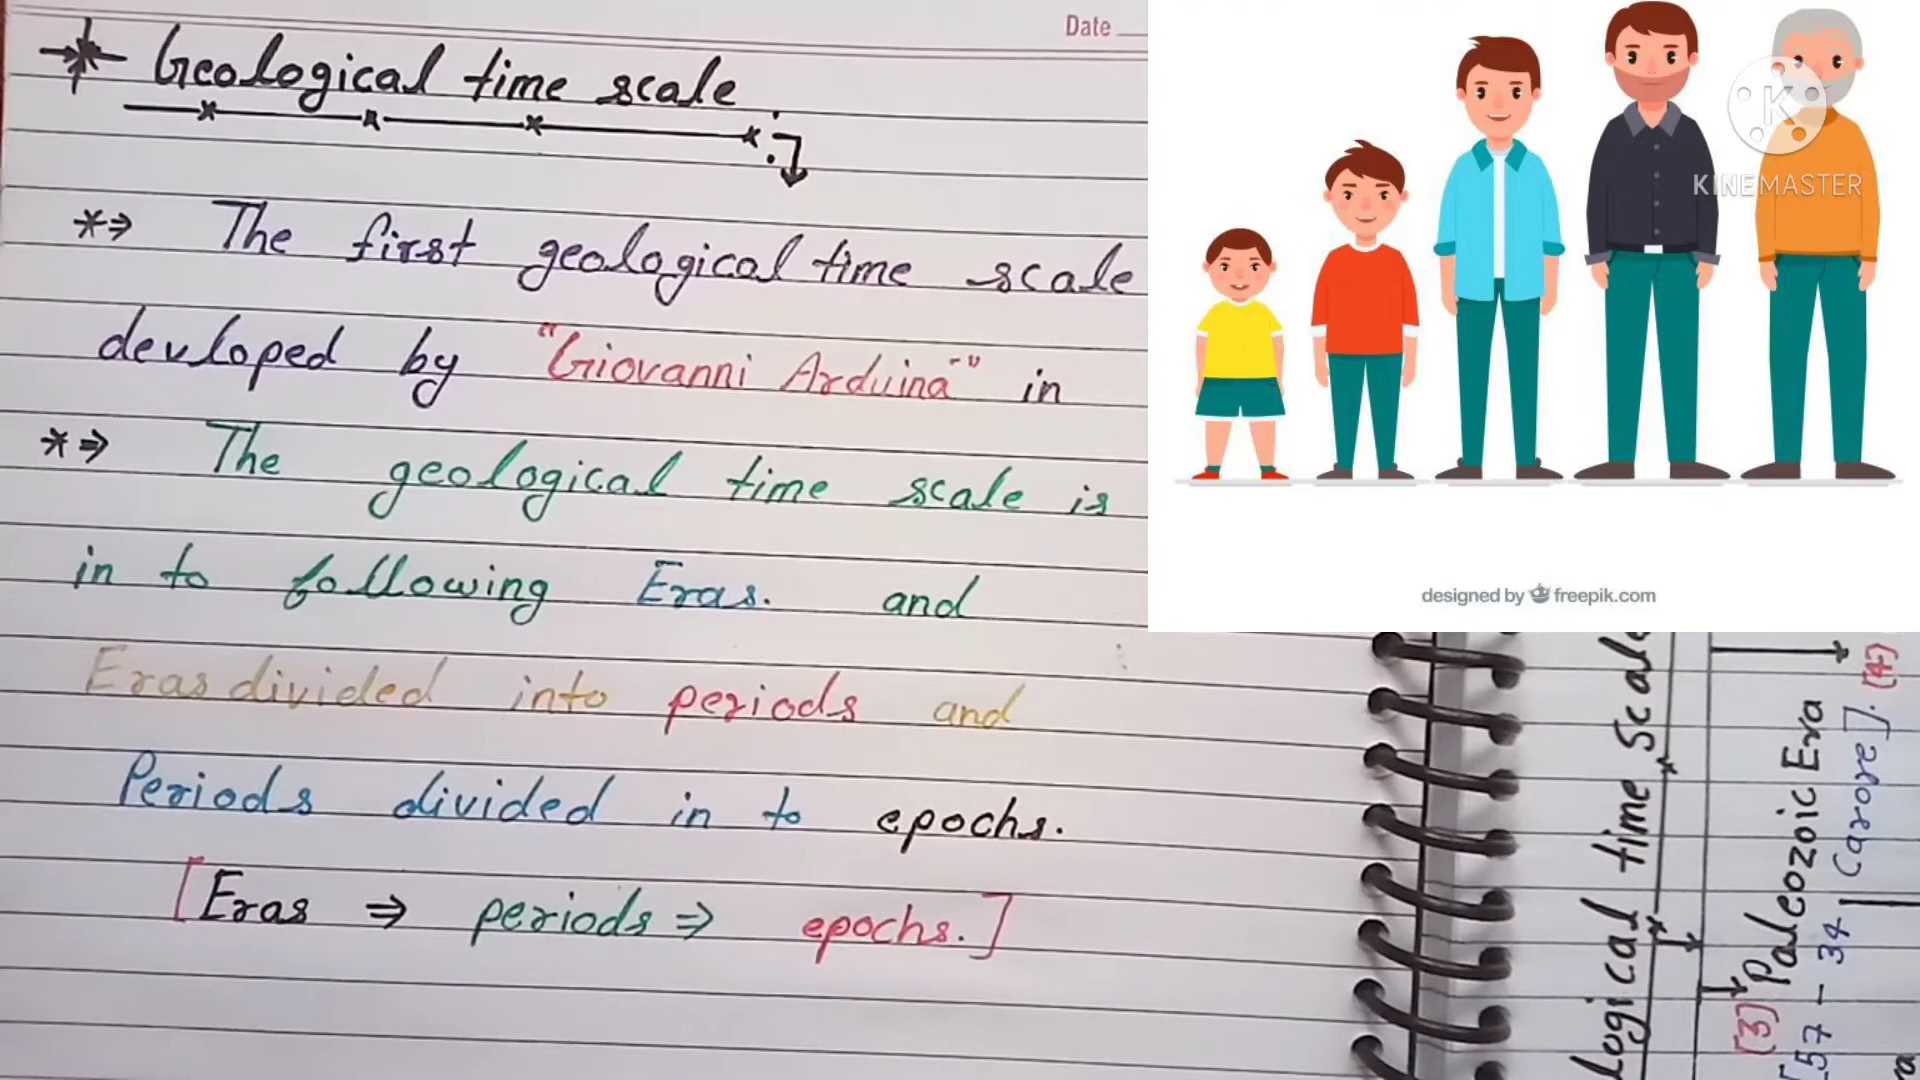 Date
Geological time scale.
The first geological time scale
devloped by "Giovanni Arduina" in
The geological time scale is
in to following Eras. and
Eras divided into periods and
Periods divided in to epochs.
[Eras ⇒ periods ⇒ epochs.]
KINEMASTER
designed by freepik.com
logical time Scale
[3] Paleozoic Era
[57 - 34 Carore]. [4]